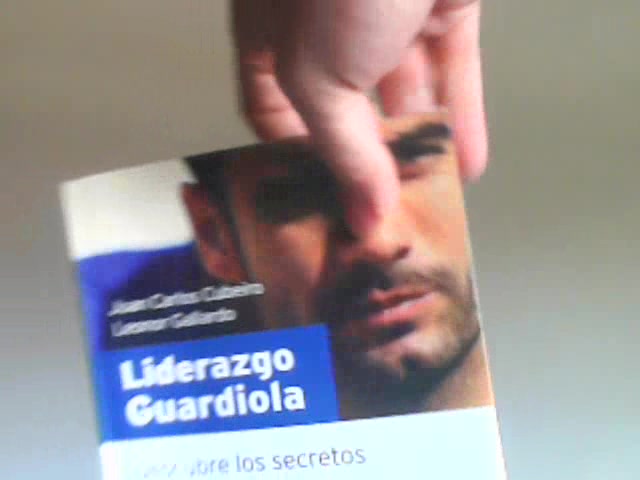 Juan Carlos Cubeiro
Leonor Gallardo
Liderazgo
Guardiola
los secretos